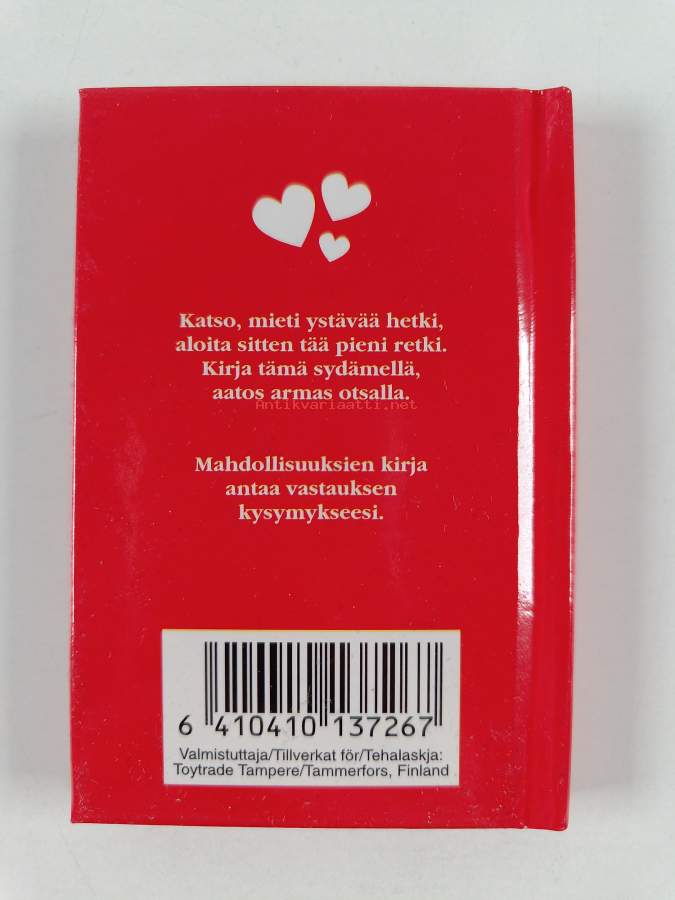 Katso, mieti ystävää hetki,
aloita sitten tää pieni retki.
Kirja tämä sydämellä,
aatos armas otsalla.
Antikvariaatti.net
Mahdollisuuksien kirja
antaa vastauksen
kysymykseesi.
6 410410 137267
Valmistuttaja/Tillverkat för/Tehalaskja:
Toytrade Tampere/Tammerfors, Finland